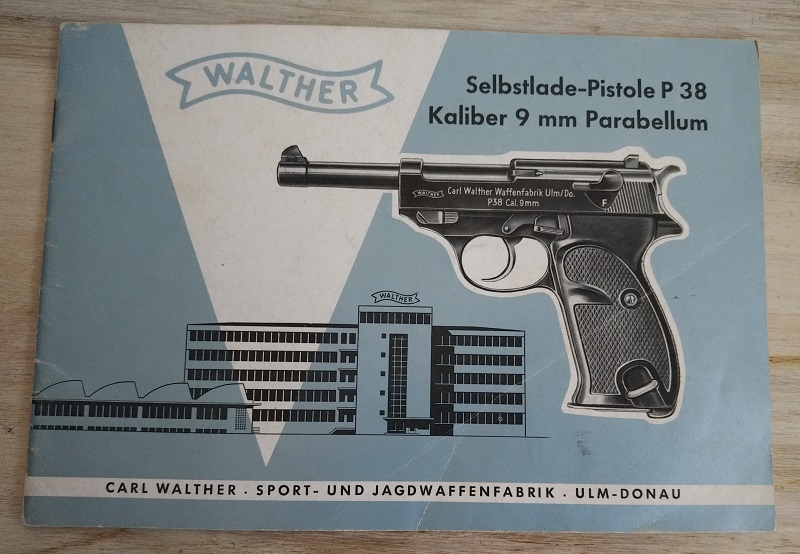 WALTHER
Selbstlade-Pistole P 38
Kaliber 9 mm Parabellum
WALTHER Carl Walther Waffenfabrik Ulm/Do.
P38 Cal. 9mm
F
WALTHER
CARL WALTHER · SPORT- UND JAGDWAFFENFABRIK · ULM-DONAU